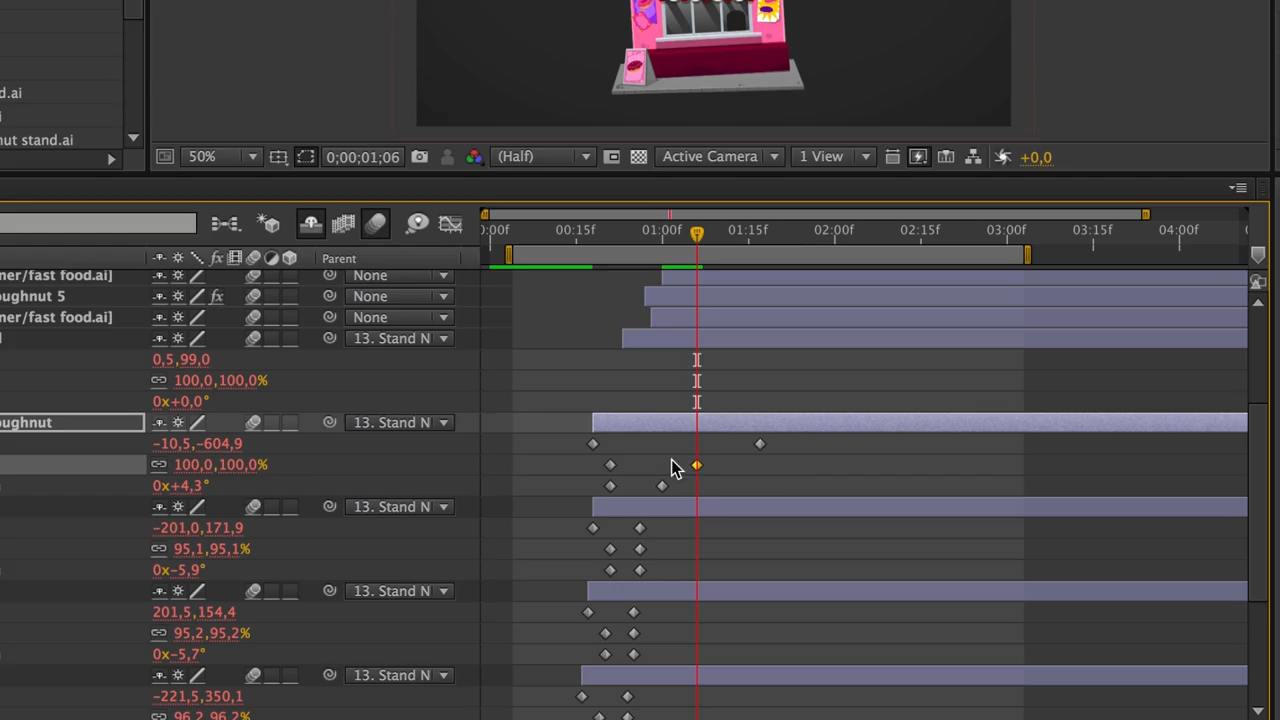 d.ai
i
nut stand.ai
50% 0;00;01;06 (Half) Active Camera 1 View +0,0
0:00f 00:15f 01:00f 01:15f 02:00f 02:15f 03:00f 03:15f 04:00f
fx Parent
ner/fast food.ai] None
oughnut 5 fx None
ner/fast food.ai] None
13. Stand N
0,5,99,0
100,0,100,0%
0x+0,0°
oughnut 13. Stand N
-10,5,-604,9
100,0,100,0%
0x+4,3°
13. Stand N
-201,0,171,9
95,1,95,1%
0x-5,9°
13. Stand N
201,5,154,4
95,2,95,2%
0x-5,7°
13. Stand N
-221,5,350,1
96,2,96,2%